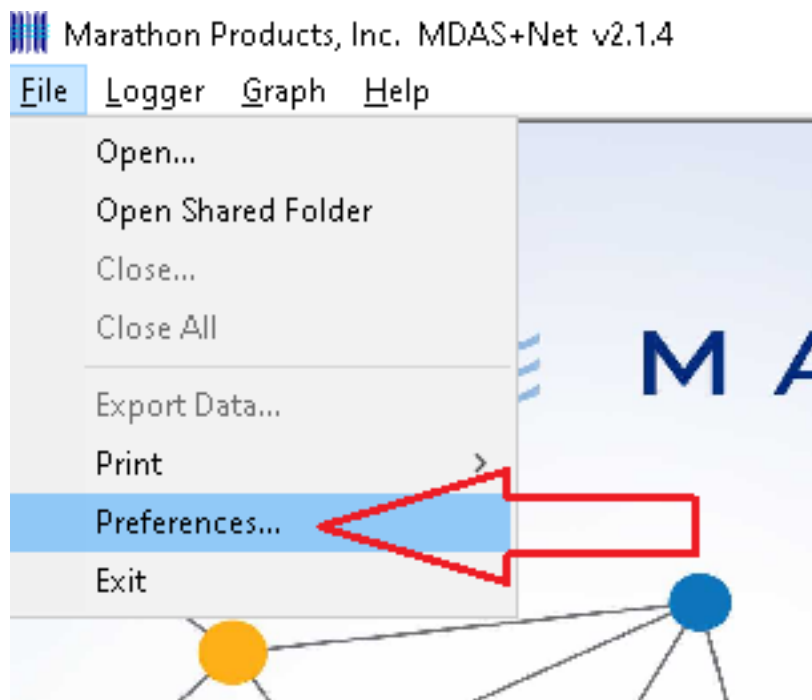 Marathon Products, Inc. MDAS+Net v2.1.4
File Logger Graph Help
Open...
Open Shared Folder
Close...
Close All
M A
Export Data...
Print
Preferences...
Exit